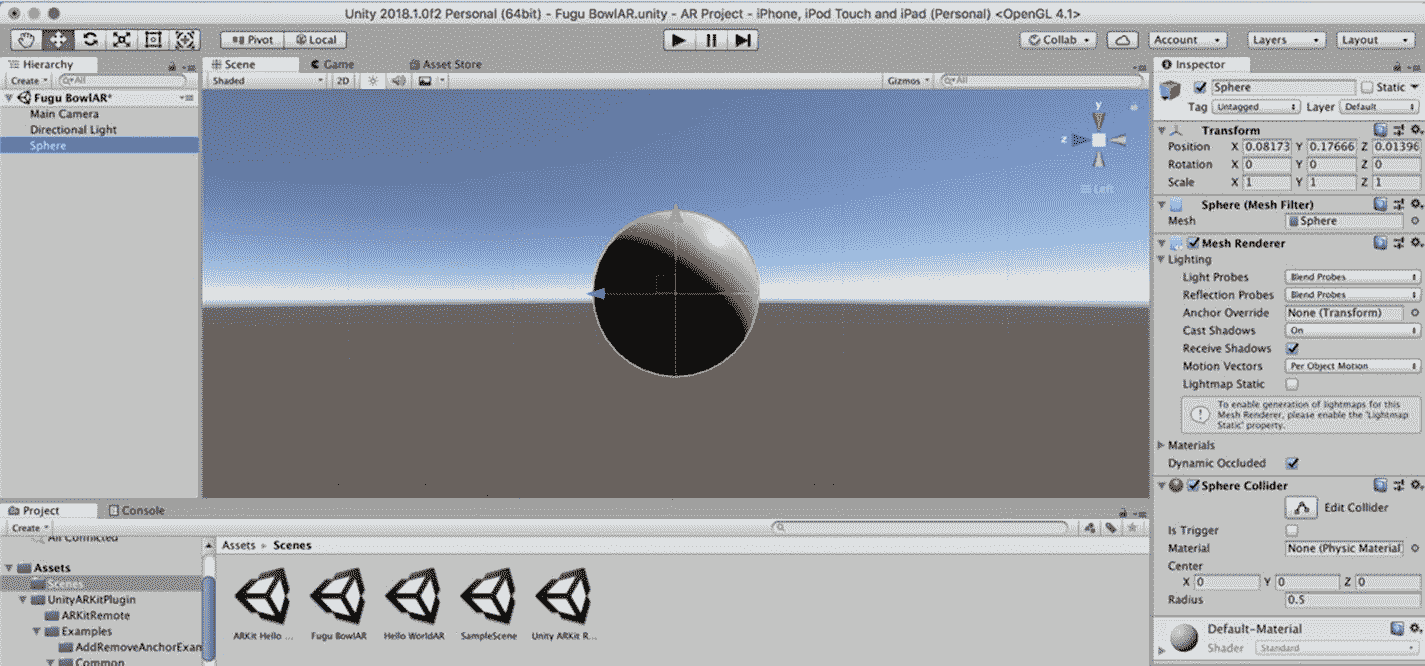 Unity 2018.1.0f2 Personal (64bit) - Fugu BowlAR.unity - AR Project - iPhone, iPod Touch and iPad (Personal) <OpenGL 4.1>
Pivot Local Collab Account Layers Layout
Hierarchy
Create All
Fugu BowlAR*
Main Camera
Directional Light
Sphere
Scene Game Asset Store
Shaded 2D Gizmos All
y
z
Left
Inspector
Sphere Static
Tag Untagged Layer Default
Transform
Position X 0.08173 Y 0.17666 Z 0.01396
Rotation X 0 Y 0 Z 0
Scale X 1 Y 1 Z 1
Sphere (Mesh Filter)
Mesh Sphere
Mesh Renderer
Lighting
Light Probes Blend Probes
Reflection Probes Blend Probes
Anchor Override None (Transform)
Cast Shadows On
Receive Shadows
Motion Vectors Per Object Motion
Lightmap Static
To enable generation of lightmaps for this
Mesh Renderer, please enable the 'Lightmap
Static' property.
Materials
Dynamic Occluded
Sphere Collider
Edit Collider
Is Trigger
Material None (Physic Material)
Center
X 0 Y 0 Z 0
Radius 0.5
Default-Material
Shader Standard
Project Console
Create
All Conflicted
Assets
Scenes
UnityARKitPlugin
ARKitRemote
Examples
AddRemoveAnchorExan
Common
Assets Scenes
ARKit Hello ... Fugu BowlAR Hello WorldAR SampleScene Unity ARKit R...